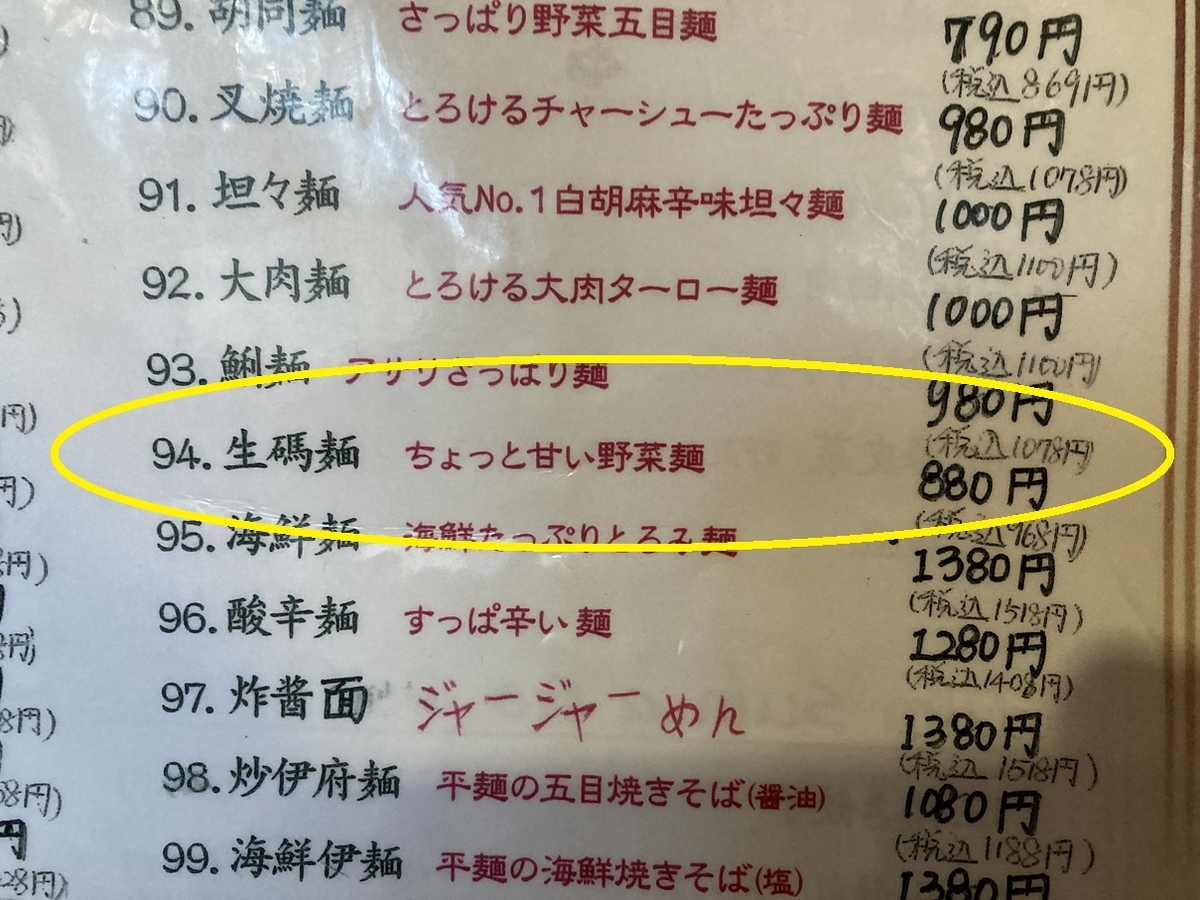 89. 胡同麺 さっぱり野菜五目麺 790円
(税込869円)
90. 叉焼麺 とろけるチャーシューたっぷり麺 980円
(税込1078円)
91. 坦々麺 人気No.1白胡麻辛味坦々麺 1000円
(税込1100円)
92. 大肉麺 とろける大肉ターロー麺 1000円
(税込1100円)
93. 鯏麺 アサリさっぱり麺 980円
(税込1078円)
94. 生碼麺 ちょっと甘い野菜麺 880円
(税込968円)
95. 海鮮麺 海鮮たっぷりとろみ麺 1380円
(税込1518円)
96. 酸辛麺 すっぱ辛い麺 1280円
(税込1408円)
97. 炸酱面 ジャージャーめん 1380円
(税込1518円)
98. 炒伊府麺 平麺の五目焼きそば(醤油) 1080円
(税込1188円)
99. 海鮮伊麺 平麺の海鮮焼きそば(塩) 1380円